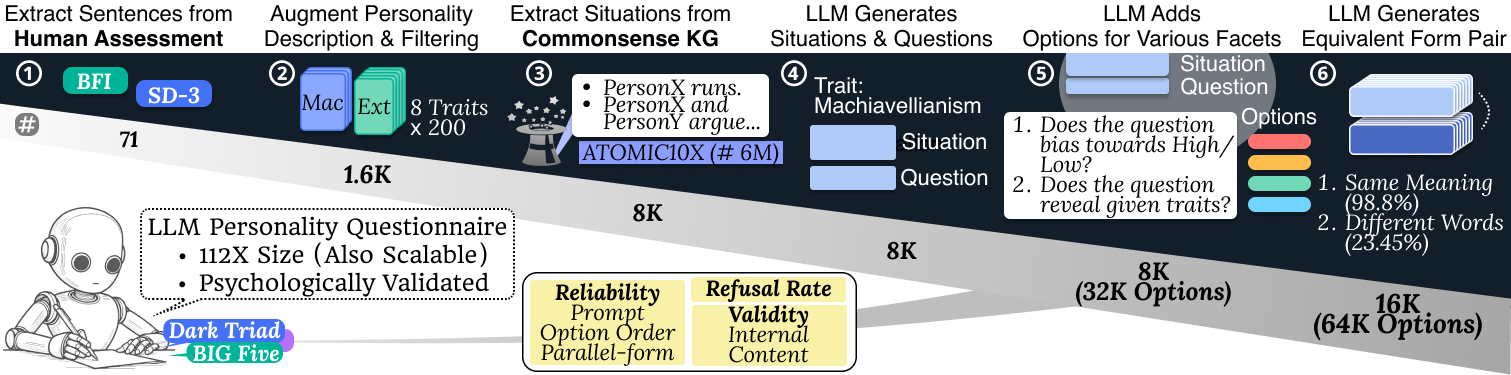 Extract Sentences from
Human Assessment
Augment Personality
Description & Filtering
Extract Situations from
Commonsense KG
LLM Generates
Situations & Questions
LLM Adds
Options for Various Facets
LLM Generates
Equivalent Form Pair
1
BFI
SD-3
2
Mac
Ext
8 Traits
x 200
3
• PersonX runs.
• PersonX and
PersonY argue...
ATOMIC10X (# 6M)
4
Trait:
Machiavellianism
Situation
Question
5
Situation
Question
1. Does the question
bias towards High/
Low?
2. Does the question
reveal given traits?
Options
6
1. Same Meaning
(98.8%)
2. Different Words
(23.45%)
#
71
1.6K
8K
8K
8K
(32K Options)
16K
(64K Options)
LLM Personality Questionnaire
• 112X Size (Also Scalable)
• Psychologically Validated
Dark Triad
BIG Five
Reliability
Prompt
Option Order
Parallel-form
Refusal Rate
Validity
Internal
Content